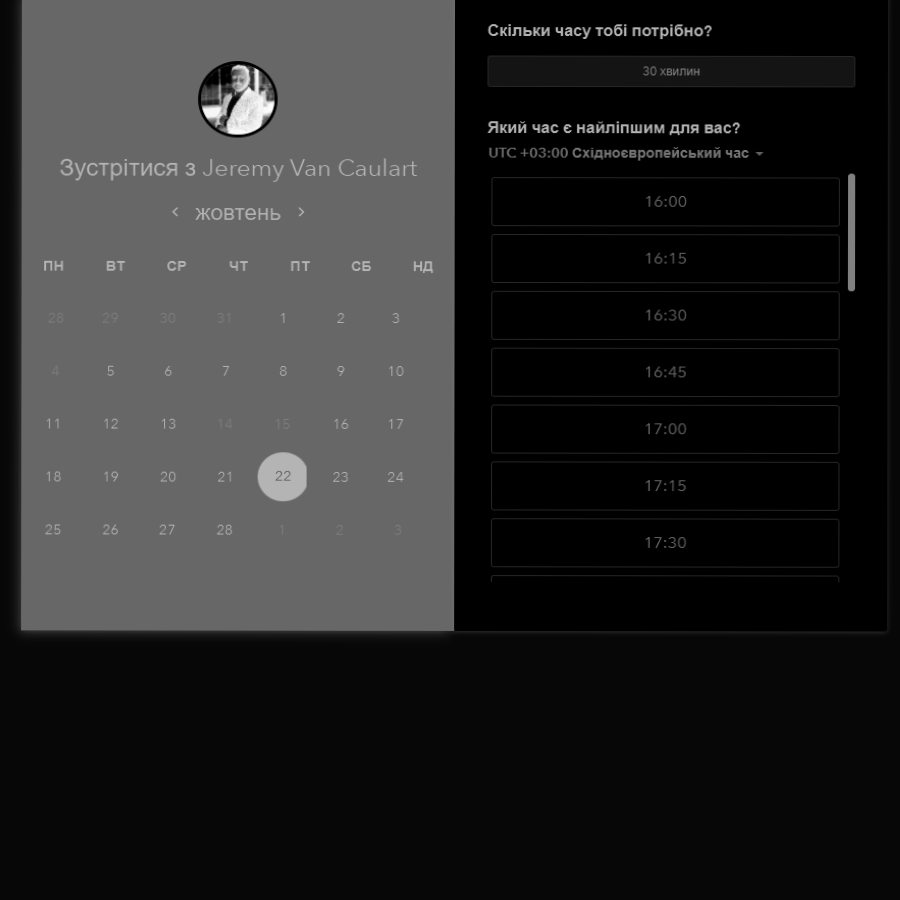 Зустрітися з Jeremy Van Caulart
жовтень
ПН ВТ СР ЧТ ПТ СБ НД
28 29 30 31 1 2 3
4 5 6 7 8 9 10
11 12 13 14 15 16 17
18 19 20 21 22 23 24
25 26 27 28 1 2 3
Скільки часу тобі потрібно?
30 хвилин
Який час є найліпшим для вас?
UTC +03:00 Східноєвропейський час
16:00
16:15
16:30
16:45
17:00
17:15
17:30